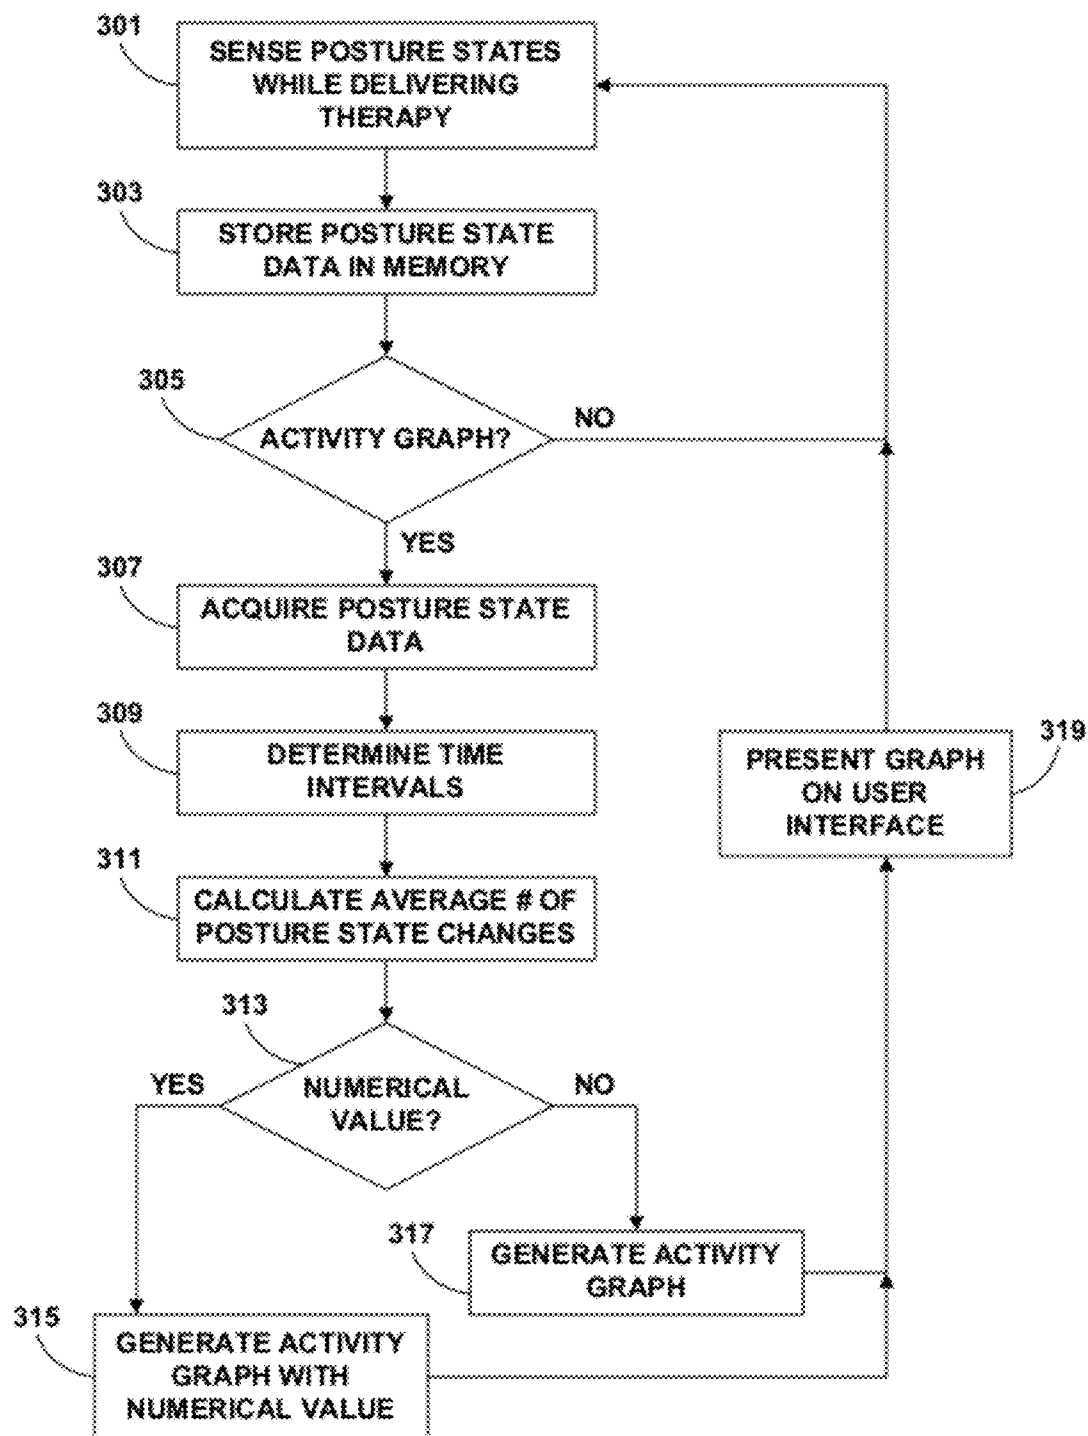 301
SENSE POSTURE STATES
WHILE DELIVERING
THERAPY
303
STORE POSTURE STATE
DATA IN MEMORY
305
ACTIVITY GRAPH?
NO
YES
307
ACQUIRE POSTURE STATE
DATA
309
DETERMINE TIME
INTERVALS
319
PRESENT GRAPH
ON USER
INTERFACE
311
CALCULATE AVERAGE # OF
POSTURE STATE CHANGES
313
YES
NUMERICAL
VALUE?
NO
317
GENERATE ACTIVITY
GRAPH
315
GENERATE ACTIVITY
GRAPH WITH
NUMERICAL VALUE